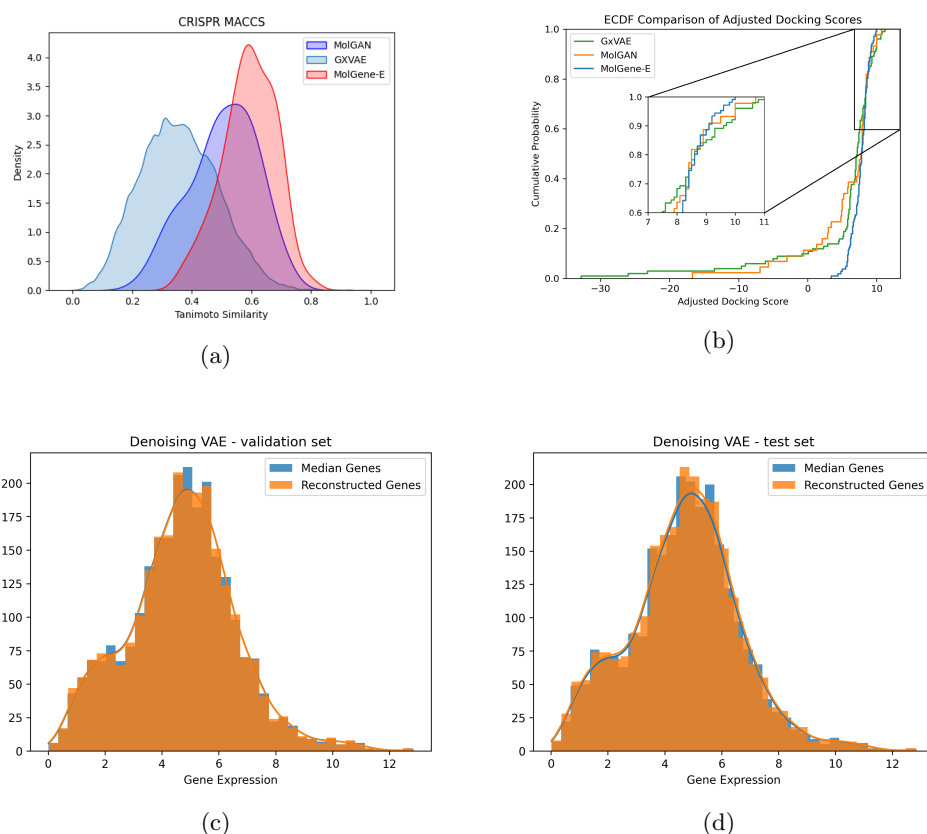 CRISPR MACCS
MolGAN
GXVAE
MolGene-E
Density
4.0
3.5
3.0
2.5
2.0
1.5
1.0
0.5
0.0
0.0 0.2 0.4 0.6 0.8 1.0
Tanimoto Similarity
(a)
ECDF Comparison of Adjusted Docking Scores
GxVAE
MolGAN
MolGene-E
Cumulative Probability
1.0
0.8
0.6
0.4
0.2
0.0
1.0
0.9
0.8
0.7
0.6
7 8 9 10 11
−30 −20 −10 0 10
Adjusted Docking Score
(b)
Denoising VAE - validation set
Median Genes
Reconstructed Genes
200
175
150
125
100
75
50
25
0
0 2 4 6 8 10 12
Gene Expression
(c)
Denoising VAE - test set
Median Genes
Reconstructed Genes
200
175
150
125
100
75
50
25
0
0 2 4 6 8 10 12
Gene Expression
(d)